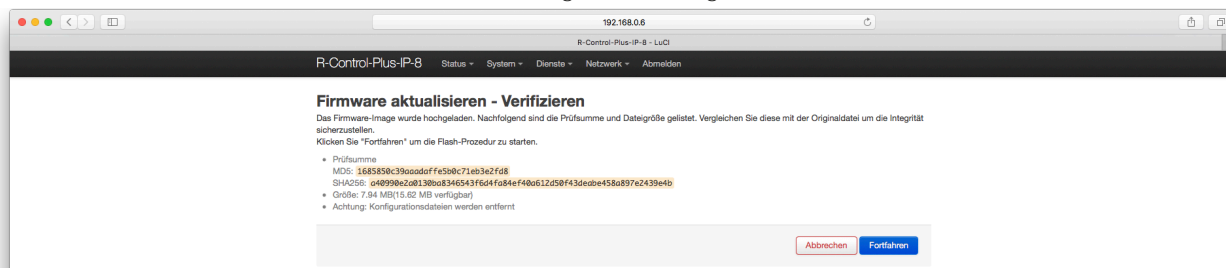 192.168.0.6
R-Control-Plus-IP-8 - LuCI
R-Control-Plus-IP-8 Status System Dienste Netzwerk Abmelden
Firmware aktualisieren - Verifizieren
Das Firmware-Image wurde hochgeladen. Nachfolgend sind die Prüfsumme und Dateigröße gelistet. Vergleichen Sie diese mit der Originaldatei um die Integrität
sicherzustellen.
Klicken Sie "Fortfahren" um die Flash-Prozedur zu starten.
Prüfsumme
MD5: 1685850c39aaadaffe5b0c71eb3e2fd8
SHA256: a40990e2a0130ba8346543f6d4fa84ef40a612d50f43deabe458a897e2439e4b
Größe: 7.94 MB(15.62 MB verfügbar)
Achtung: Konfigurationsdateien werden entfernt
Abbrechen Fortfahren